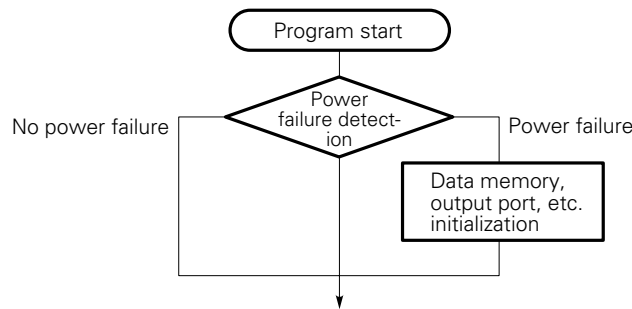 Program start
Power
failure detect-
ion
No power failure
Power failure
Data memory,
output port, etc.
initialization